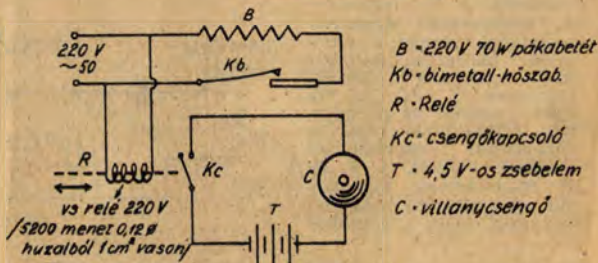 B
220 V
~50
Kb.
R
Kc
C
T
vs relé 220 V
/5200 menet 0,12 ø
huzalból 1 cm² vason/
B = 220 V 70 W pákabetét
Kb = bimetall-hőszab.
R = Relé
Kc = csengőkapcsoló
T = 4,5 V-os zsebelem
C = villanycsengő